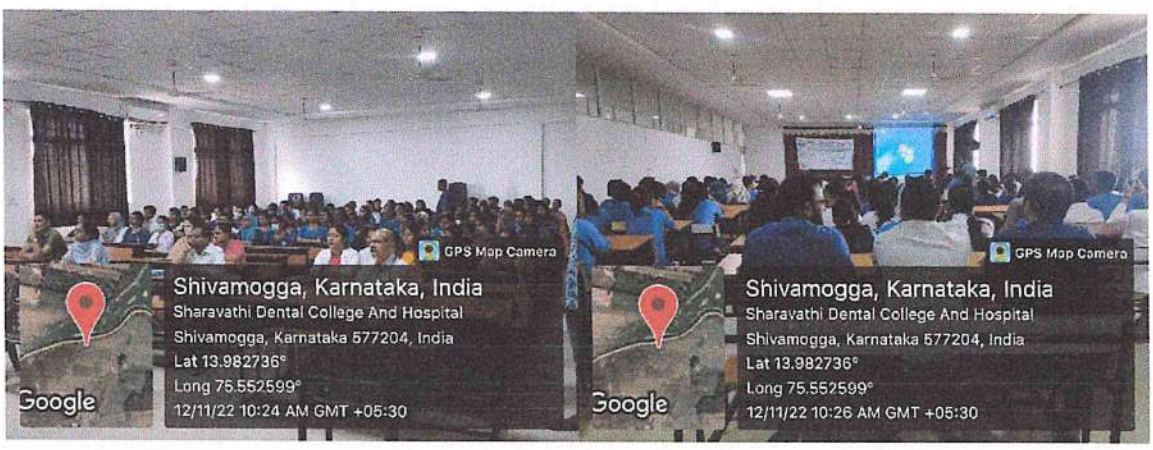 GPS Map Camera
Shivamogga, Karnataka, India
Sharavathi Dental College And Hospital
Shivamogga, Karnataka 577204, India
Lat 13.982736°
Long 75.552599°
12/11/22 10:24 AM GMT +05:30
Google
GPS Map Camera
Shivamogga, Karnataka, India
Sharavathi Dental College And Hospital
Shivamogga, Karnataka 577204, India
Lat 13.982736°
Long 75.552599°
12/11/22 10:26 AM GMT +05:30
Google